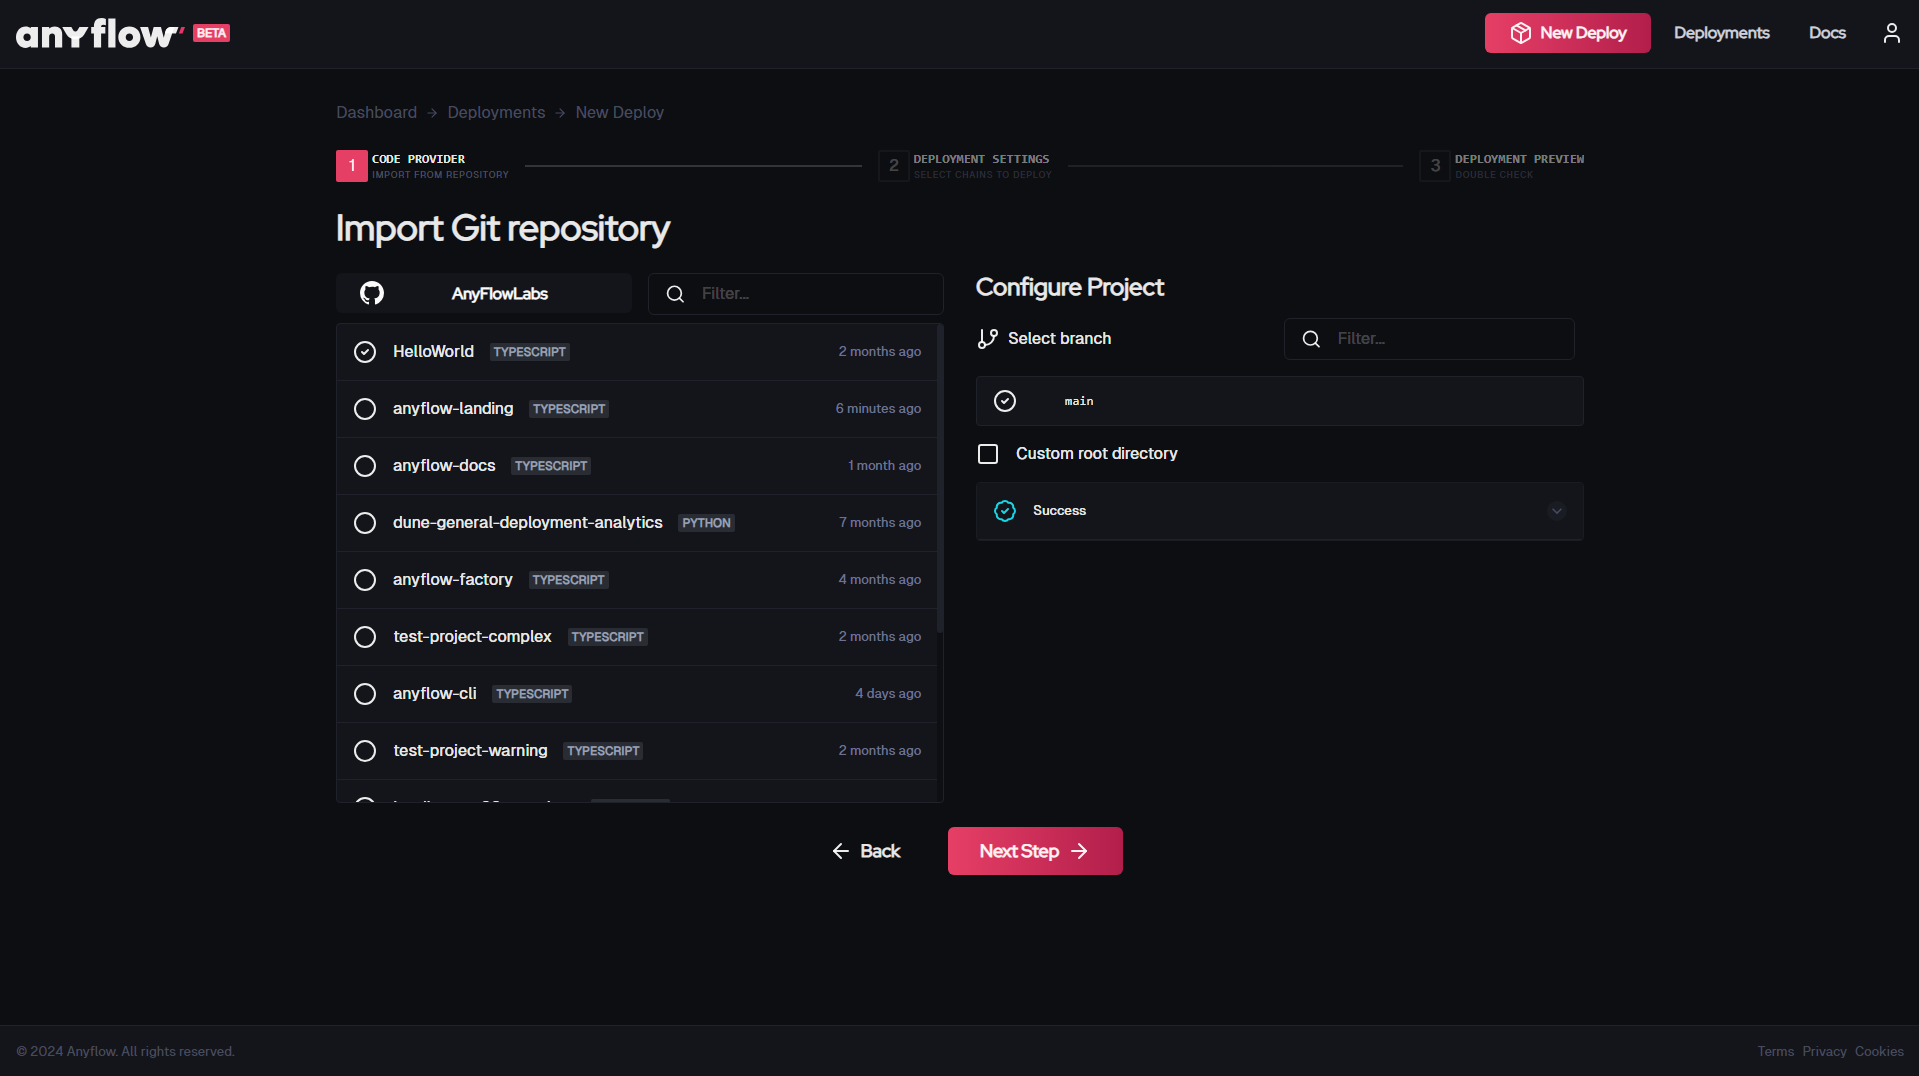 anyflow BETA
New Deploy
Deployments
Docs
Dashboard → Deployments → New Deploy
1 CODE PROVIDER
IMPORT FROM REPOSITORY
2 DEPLOYMENT SETTINGS
SELECT CHAINS TO DEPLOY
3 DEPLOYMENT PREVIEW
DOUBLE CHECK
Import Git repository
AnyFlowLabs
Filter...
HelloWorld TYPESCRIPT 2 months ago
anyflow-landing TYPESCRIPT 6 minutes ago
anyflow-docs TYPESCRIPT 1 month ago
dune-general-deployment-analytics PYTHON 7 months ago
anyflow-factory TYPESCRIPT 4 months ago
test-project-complex TYPESCRIPT 2 months ago
anyflow-cli TYPESCRIPT 4 days ago
test-project-warning TYPESCRIPT 2 months ago
Configure Project
Select branch
Filter...
main
Custom root directory
Success
← Back
Next Step →
© 2024 Anyflow. All rights reserved.
Terms Privacy Cookies